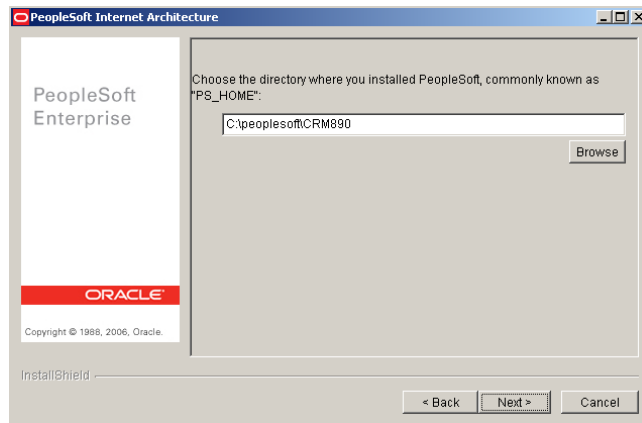 PeopleSoft Internet Architecture
PeopleSoft
Enterprise
Choose the directory where you installed PeopleSoft, commonly known as
"PS_HOME":
C:\peoplesoft\CRM890
Browse
ORACLE
Copyright © 1988, 2006, Oracle.
InstallShield
< Back Next > Cancel